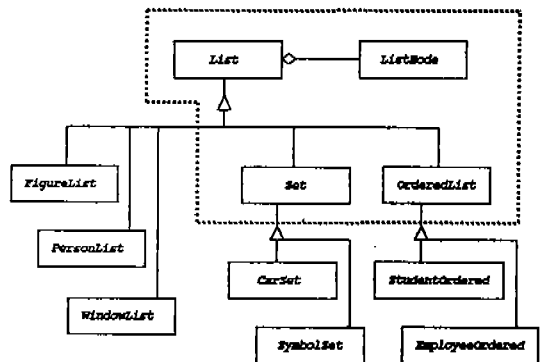 List
ListNode
FigureList
Set
OrderedList
PersonList
CarSet
StudentOrdered
WindowList
SymbolSet
EmployeeOrdered